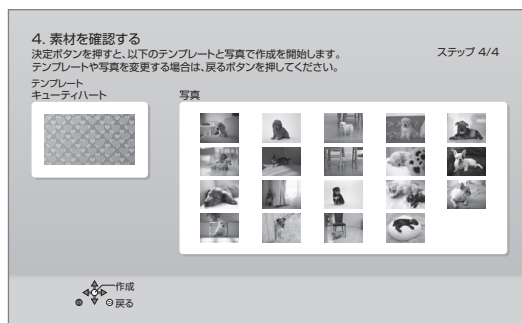 4. 素材を確認する
決定ボタンを押すと、以下のテンプレートと写真で作成を開始します。
テンプレートや写真を変更する場合は、戻るボタンを押してください。
ステップ 4/4
テンプレート
キューティハート
写真
作成
戻る